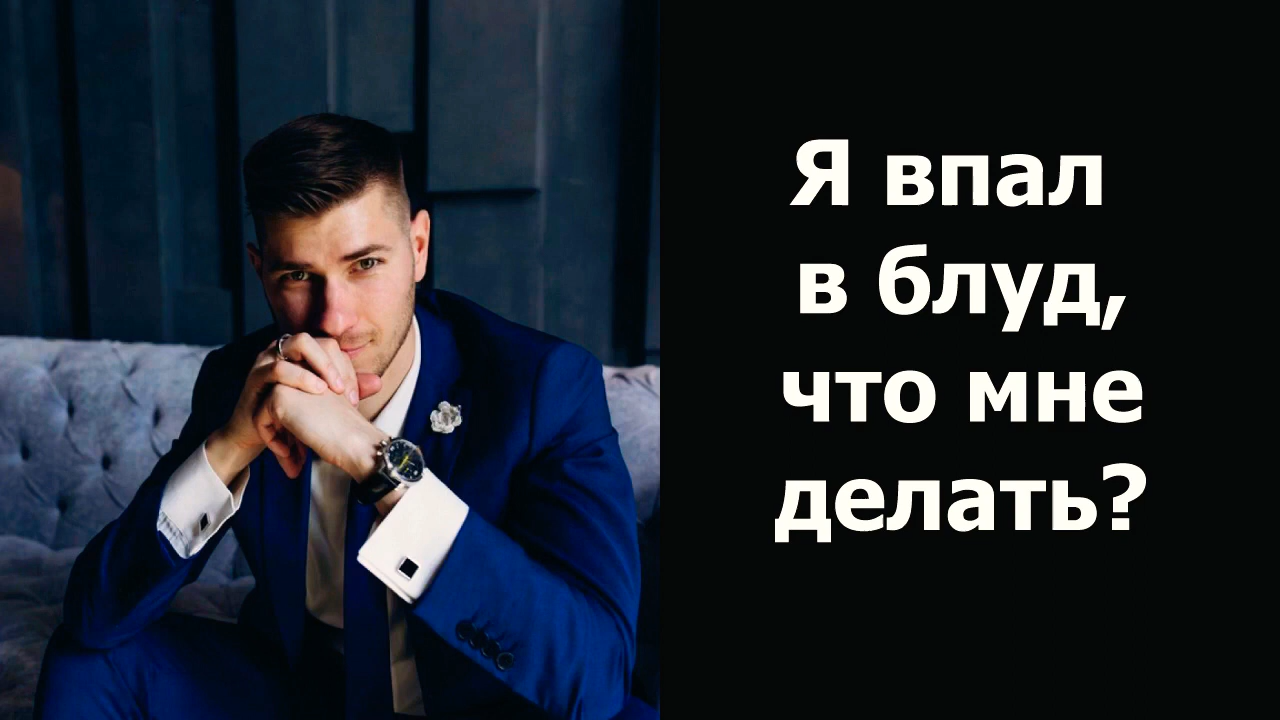 Я впал
в блуд,
что мне
делать?